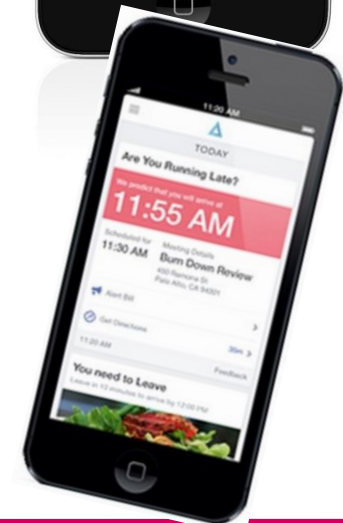 11:20 AM
TODAY
Are You Running Late?
We predict that you will arrive at
11:55 AM
Scheduled for
11:30 AM
Meeting Details
Burn Down Review
450 Ramona St
Palo Alto, CA 94301
Alert Bill
Get Directions
35m
11:20 AM
Feedback
You need to Leave
Leave in 12 minutes to arrive by 12:00 PM